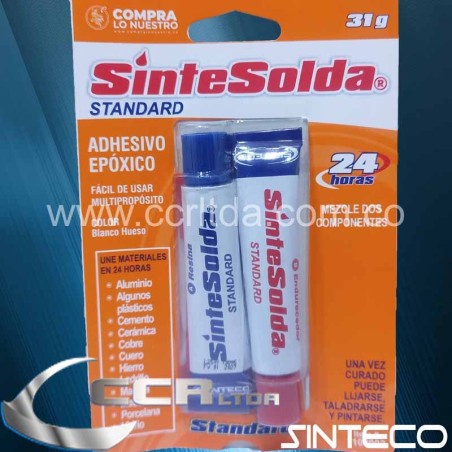 COMPRA
LO NUESTRO
31g
SinteSolda®
STANDARD
ADHESIVO
EPÓXICO
FÁCIL DE USAR
MULTIPROPÓSITO
COLOR
Blanco Hueso
24
horas
MEZCLE DOS
COMPONENTES
www.ccrltda.com.co
UNE MATERIALES
EN 24 HORAS
• Aluminio
• Algunos
plásticos
• Cemento
• Cerámica
• Cobre
• Cuero
• Hierro
Porcelana
A Resina
SinteSolda®
STANDARD
SINTECO
Endurecedor
SinteSolda®
STANDARD
Standard
UNA VEZ
CURADO
PUEDE
LIJARSE,
TALADRARSE
Y PINTARSE
CCR LTDA
SINTECO